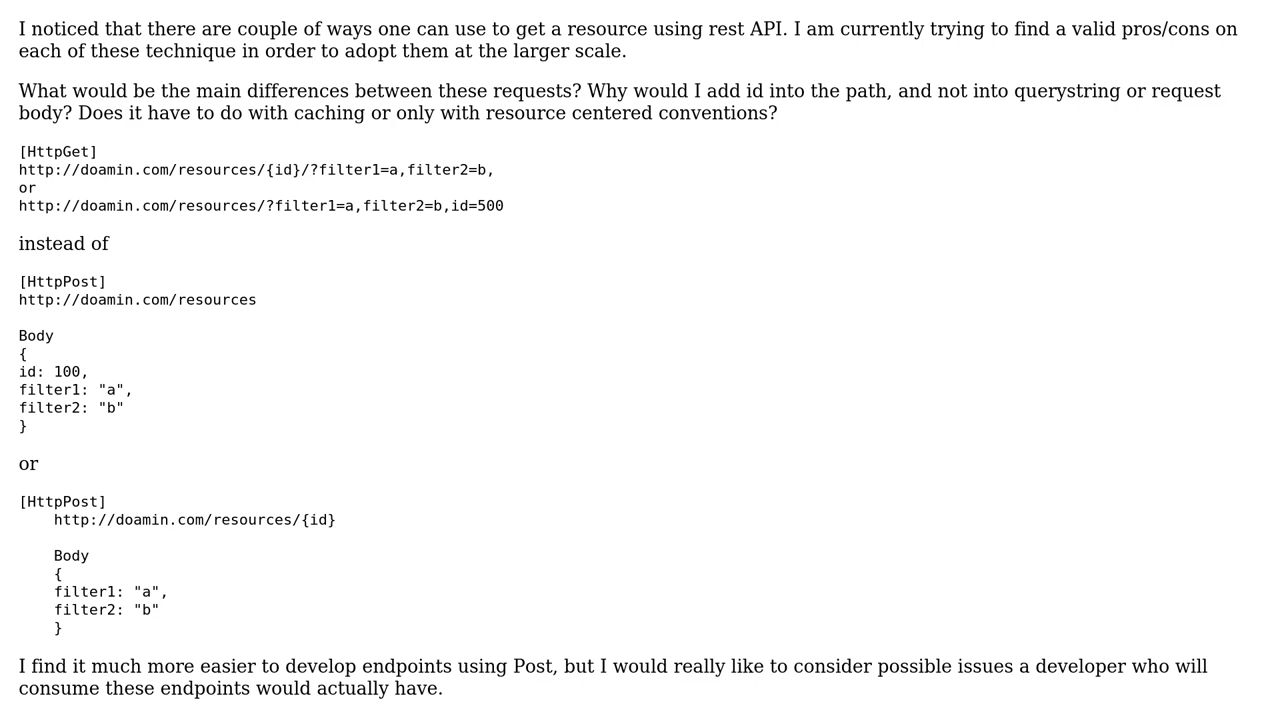 I noticed that there are couple of ways one can use to get a resource using rest API. I am currently trying to find a valid pros/cons on
each of these technique in order to adopt them at the larger scale.
What would be the main differences between these requests? Why would I add id into the path, and not into querystring or request
body? Does it have to do with caching or only with resource centered conventions?
[HttpGet]
http://doamin.com/resources/{id}/?filter1=a,filter2=b,
or
http://doamin.com/resources/?filter1=a,filter2=b,id=500
instead of
[HttpPost]
http://doamin.com/resources
Body
{
id: 100,
filter1: "a",
filter2: "b"
}
or
[HttpPost]
http://doamin.com/resources/{id}
Body
{
filter1: "a",
filter2: "b"
}
I find it much more easier to develop endpoints using Post, but I would really like to consider possible issues a developer who will
consume these endpoints would actually have.